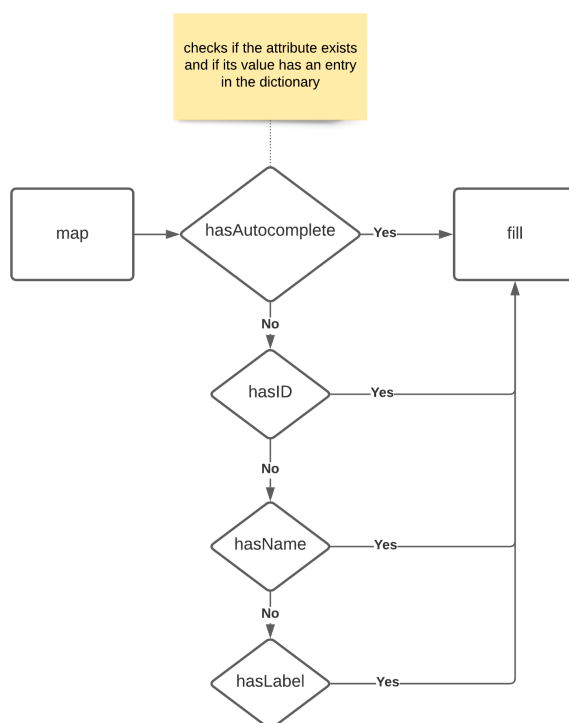 checks if the attribute exists
and if its value has an entry
in the dictionary
map
hasAutocomplete
Yes
fill
No
hasID
Yes
No
hasName
Yes
No
hasLabel
Yes